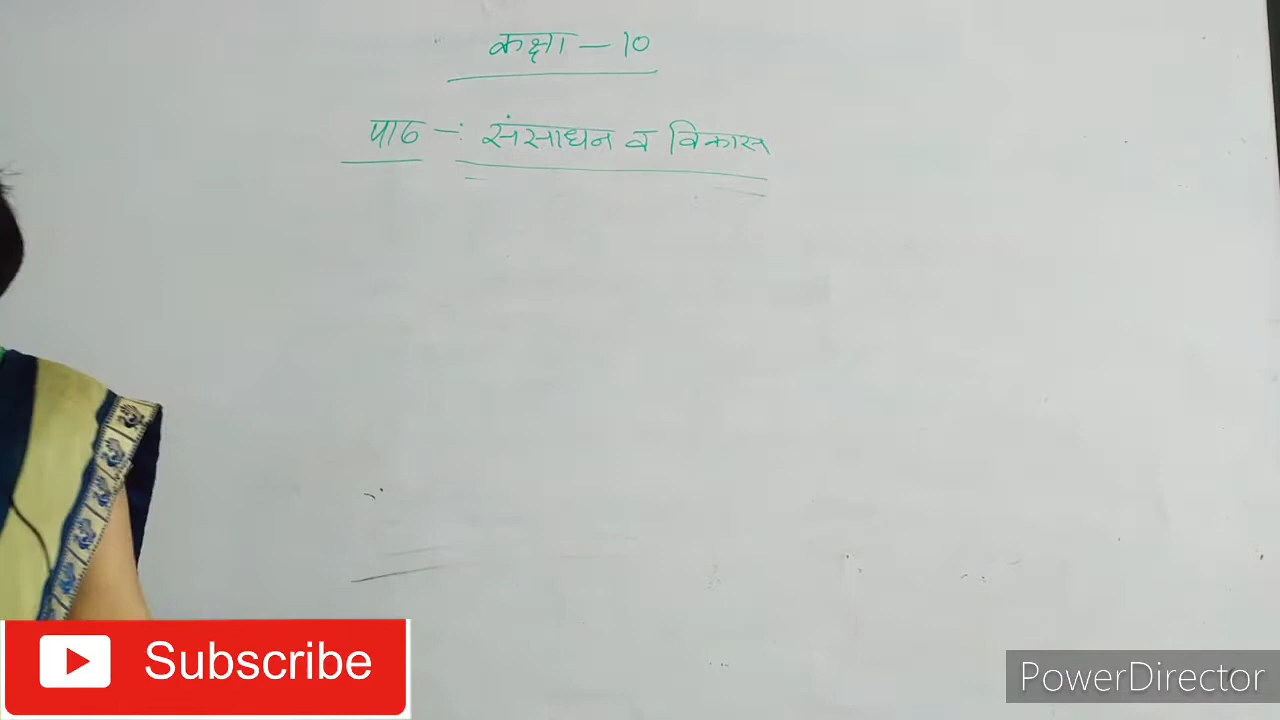 कक्षा – 10
पाठ –: संसाधन व विकास
Subscribe
PowerDirector